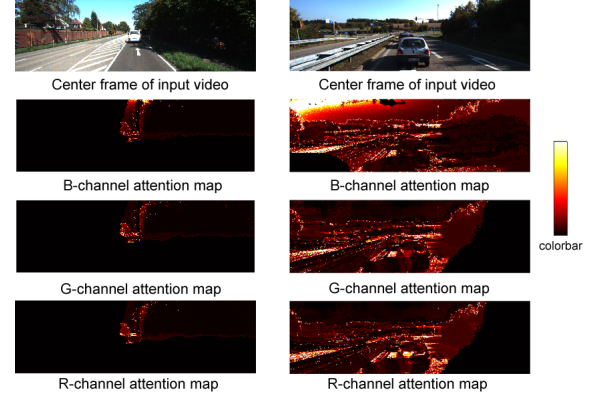 Center frame of input video
Center frame of input video
B-channel attention map
B-channel attention map
colorbar
G-channel attention map
G-channel attention map
R-channel attention map
R-channel attention map